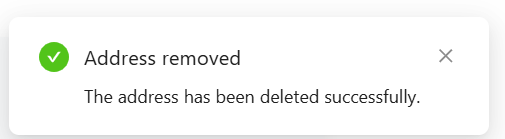 Address removed
The address has been deleted successfully.